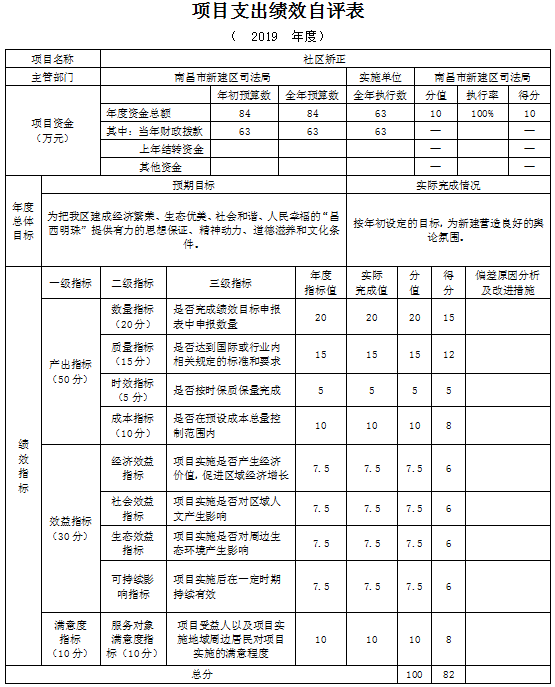 项目支出绩效自评表
（ 2019 年度）
项目名称 社区矫正
主管部门 南昌市新建区司法局 实施单位 南昌市新建区司法局
项目资金
（万元）
年初预算数 全年预算数 全年执行数 分值 执行率 得分
年度资金总额 84 84 63 10 100% 10
其中：当年财政拨款 63 63 63 — —
上年结转资金 — —
其他资金 — —
年度
总体
目标
预期目标 实际完成情况
为把我区建成经济繁荣、生态优美、社会和谐、人民幸福的“昌
西明珠”提供有力的思想保证、精神动力、道德滋养和文化条
件。
按年初设定的目标，为新建营造良好的舆
论氛围。
绩
效
指
标
一级指标 二级指标 三级指标 年度
指标值 实际
完成值 分
值 得
分 偏差原因分析
及改进措施
产出指标
（50分）
数量指标
（20分）
是否完成绩效目标申报
表中申报数量
20 20 20 15
质量指标
（15分）
是否达到国际或行业内
相关规定的标准和要求
15 15 15 12
时效指标
（5分）
是否按时保质保量完成
5 5 5 5
成本指标
（10分）
是否在预设成本总量控
制范围内
10 10 10 8
效益指标
（30分）
经济效益
指标
项目实施是否产生经济
价值，促进区域经济增长
7.5 7.5 7.5 6
社会效益
指标
项目实施是否对区域人
文产生影响
7.5 7.5 7.5 6
生态效益
指标
项目实施是否对周边生
态环境产生影响
7.5 7.5 7.5 6
可持续影
响指标
项目实施后在一定时期
持续有效
7.5 7.5 7.5 6
满意度
指标
（10分）
服务对象
满意度指
标（10分）
项目受益人以及项目实
施地域周边居民对项目
实施的满意程度
10 10 10 8
总分 100 82